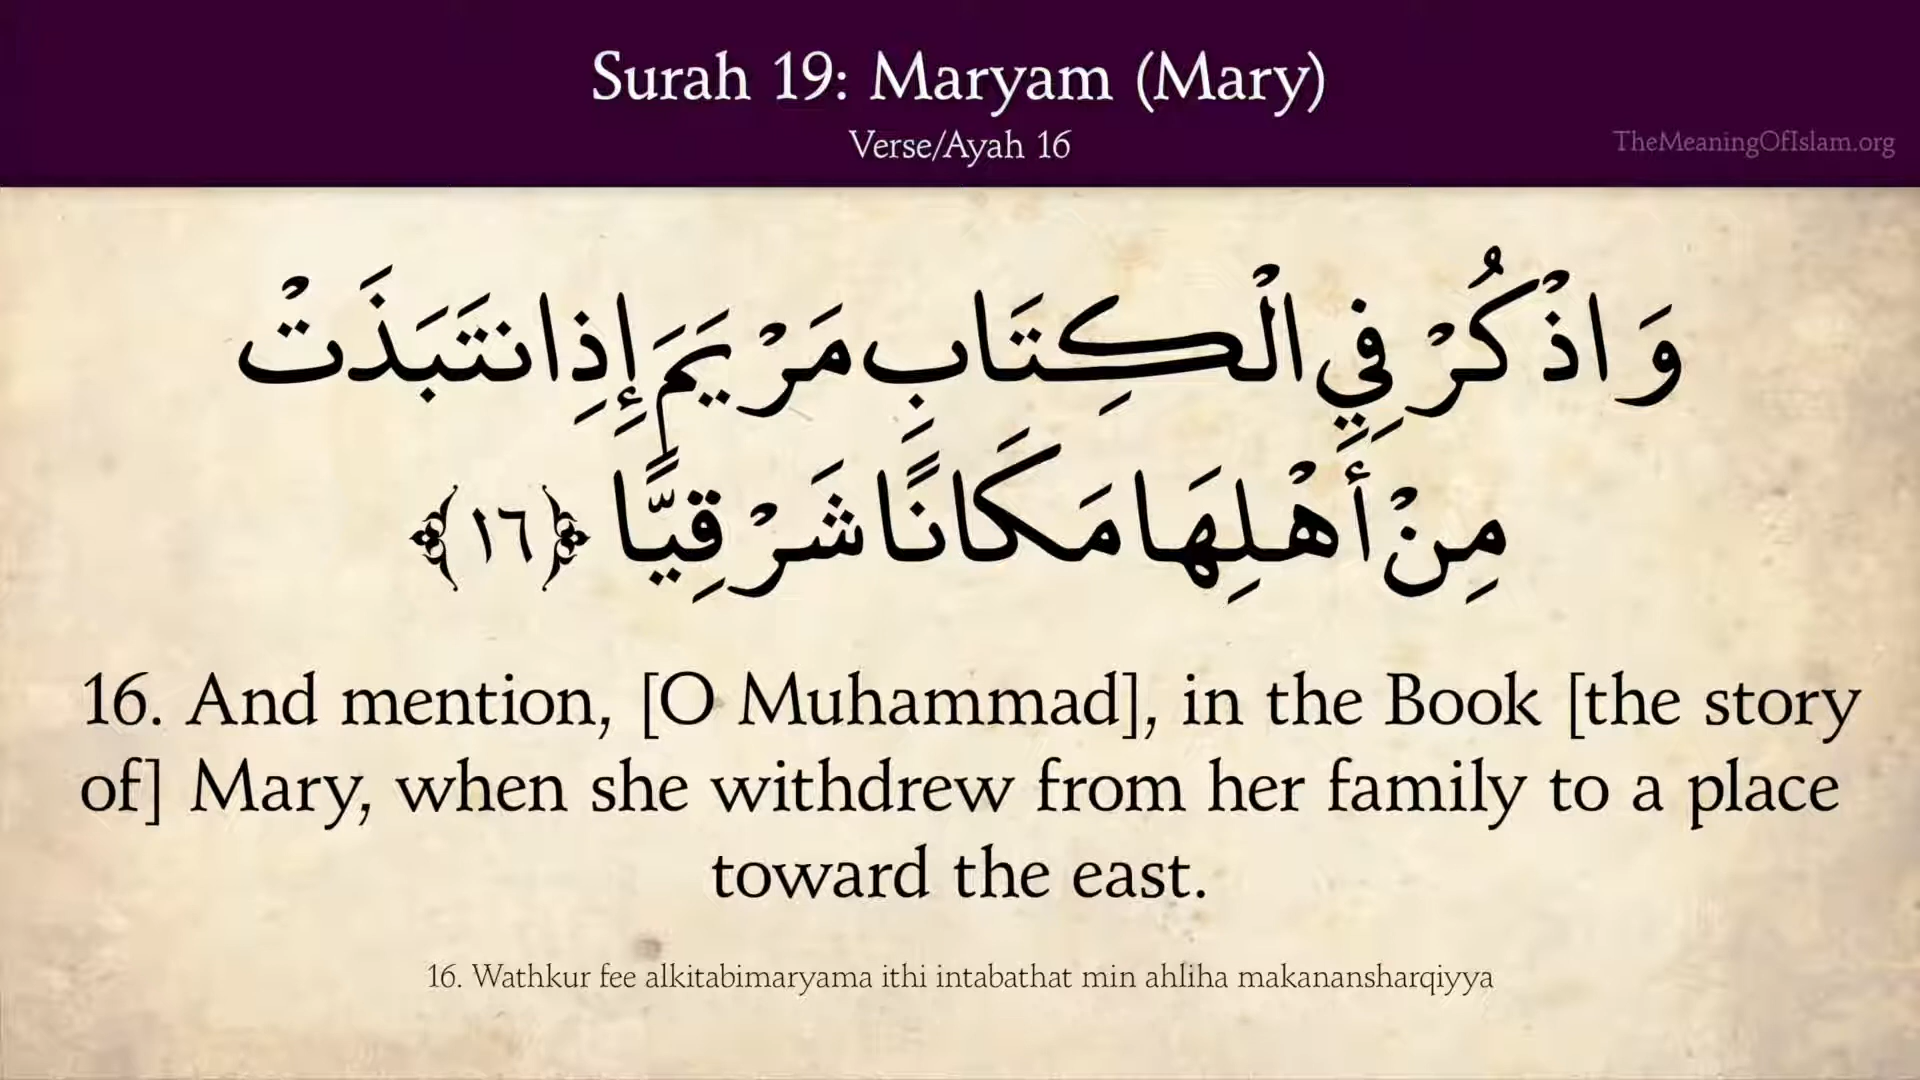 Surah 19: Maryam (Mary)
Verse/Ayah 16
TheMeaningOfIslam.org
وَاذْكُرْ فِي الْكِتَابِ مَرْيَمَ إِذِ انتَبَذَتْ
مِنْ أَهْلِهَا مَكَانًا شَرْقِيًّا ﴿١٦﴾
16. And mention, [O Muhammad], in the Book [the story
of] Mary, when she withdrew from her family to a place
toward the east.
16. Wathkur fee alkitabimaryama ithi intabathat min ahliha makanansharqiyya